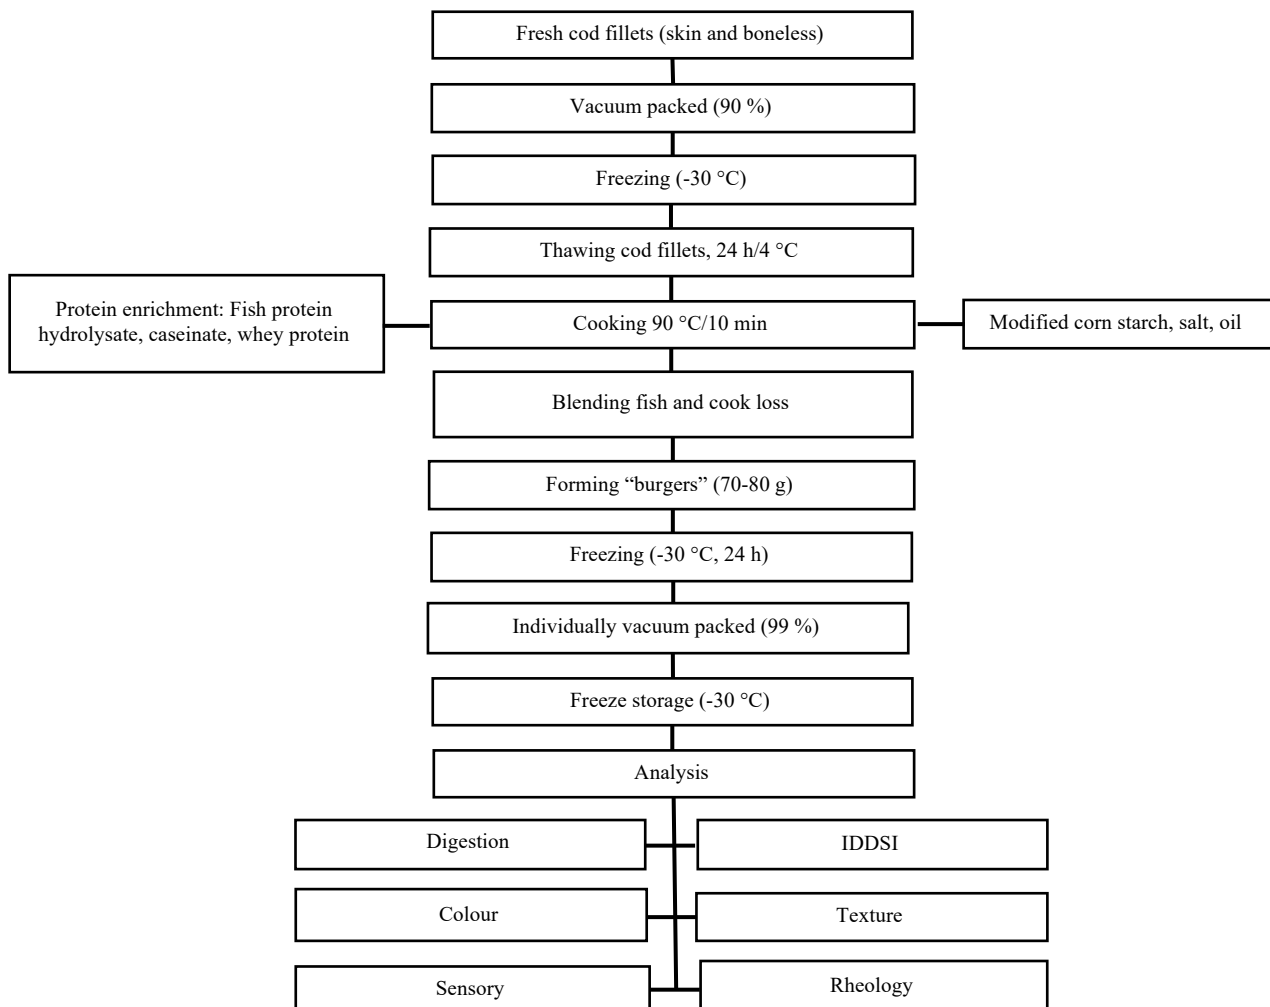 Fresh cod fillets (skin and boneless)
Vacuum packed (90 %)
Freezing (-30 °C)
Thawing cod fillets, 24 h/4 °C
Protein enrichment: Fish protein
hydrolysate, caseinate, whey protein
Cooking 90 °C/10 min
Modified corn starch, salt, oil
Blending fish and cook loss
Forming “burgers” (70-80 g)
Freezing (-30 °C, 24 h)
Individually vacuum packed (99 %)
Freeze storage (-30 °C)
Analysis
Digestion
IDDSI
Colour
Texture
Sensory
Rheology